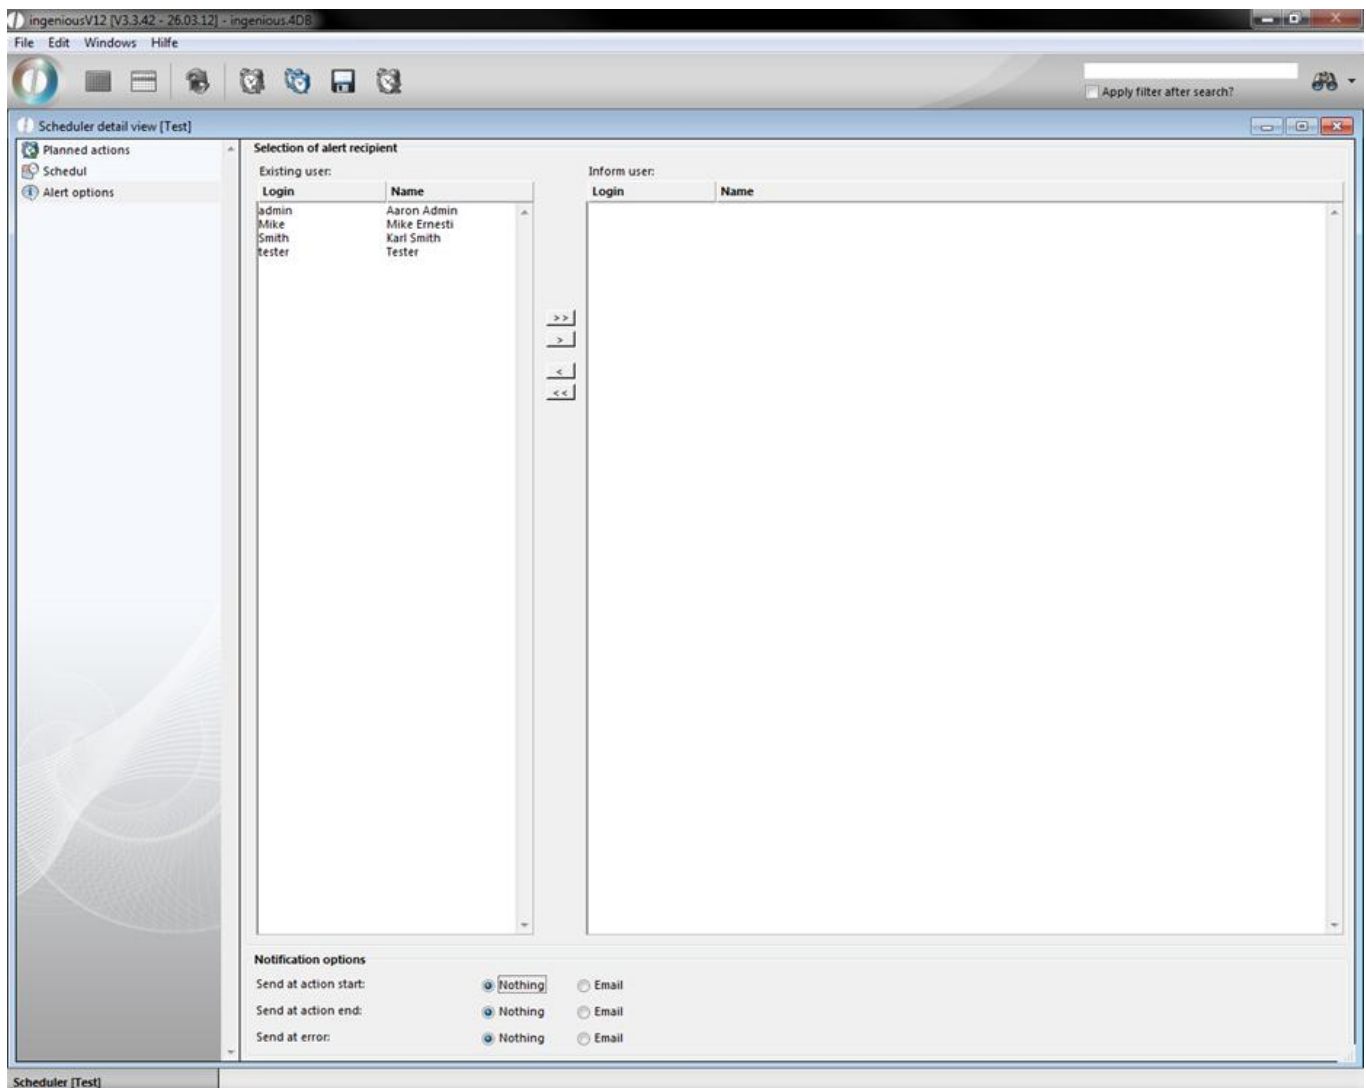 ingeniousV12 [V3.3.42 - 26.03.12] - ingenious.4DB
File Edit Windows Hilfe
Apply filter after search?
Scheduler detail view [Test]
Planned actions
Schedul
Alert options
Selection of alert recipient
Existing user:
Login Name
admin Aaron Admin
Mike Mike Ernesti
Smith Karl Smith
tester Tester
>>
>
<
<<
Inform user:
Login Name
Notification options
Send at action start: Nothing Email
Send at action end: Nothing Email
Send at error: Nothing Email
Scheduler [Test]